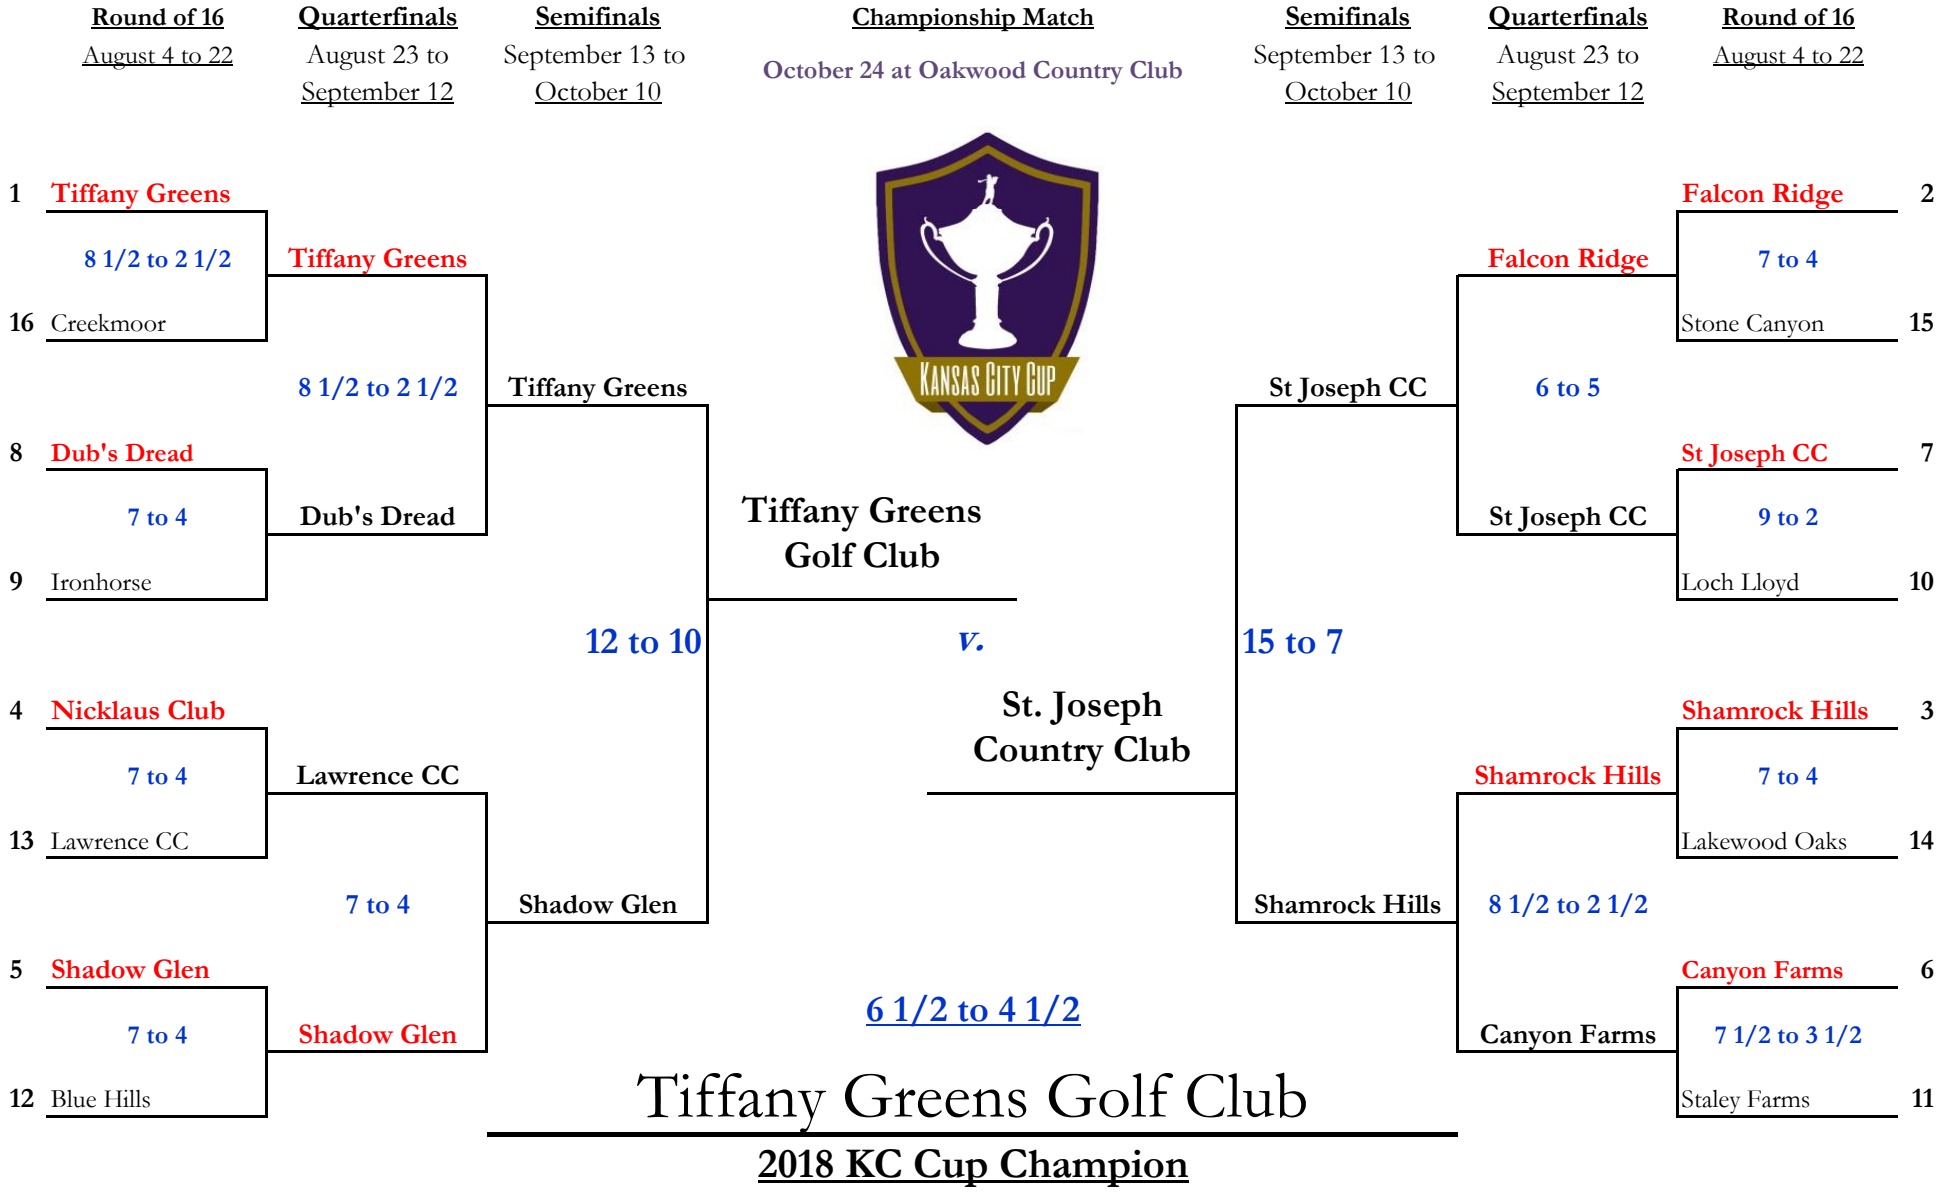 Round of 16
August 4 to 22
Quarterfinals
August 23 to
September 12
Semifinals
September 13 to
October 10
Championship Match
October 24 at Oakwood Country Club
Semifinals
September 13 to
October 10
Quarterfinals
August 23 to
September 12
Round of 16
August 4 to 22
1 Tiffany Greens
8 1/2 to 2 1/2
16 Creekmoor
8 Dub's Dread
7 to 4
9 Ironhorse
4 Nicklaus Club
7 to 4
13 Lawrence CC
5 Shadow Glen
7 to 4
12 Blue Hills
Tiffany Greens
8 1/2 to 2 1/2
Dub's Dread
Lawrence CC
7 to 4
Shadow Glen
Tiffany Greens
12 to 10
Shadow Glen
KANSAS CITY CUP
Tiffany Greens
Golf Club
v.
St. Joseph
Country Club
6 1/2 to 4 1/2
Tiffany Greens Golf Club
2018 KC Cup Champion
St Joseph CC
15 to 7
Shamrock Hills
Falcon Ridge
6 to 5
St Joseph CC
Shamrock Hills
8 1/2 to 2 1/2
Canyon Farms
Falcon Ridge 2
7 to 4
Stone Canyon 15
St Joseph CC 7
9 to 2
Loch Lloyd 10
Shamrock Hills 3
7 to 4
Lakewood Oaks 14
Canyon Farms 6
7 1/2 to 3 1/2
Staley Farms 11